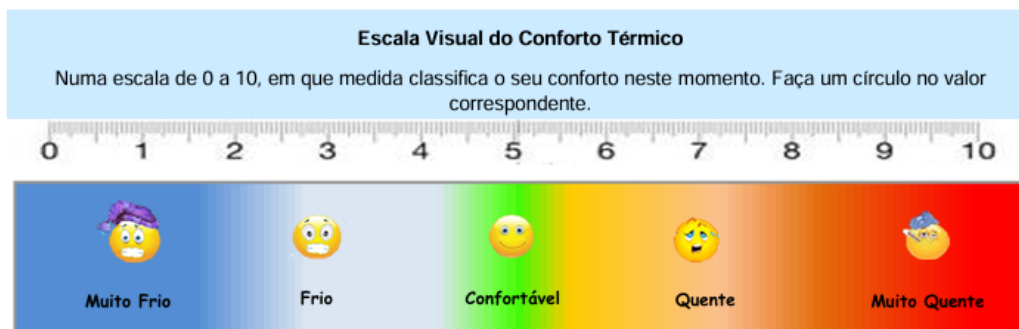 Escala Visual do Conforto Térmico
Numa escala de 0 a 10, em que medida classifica o seu conforto neste momento. Faça um círculo no valor
correspondente.
0 1 2 3 4 5 6 7 8 9 10
Muito Frio Frio Confortável Quente Muito Quente